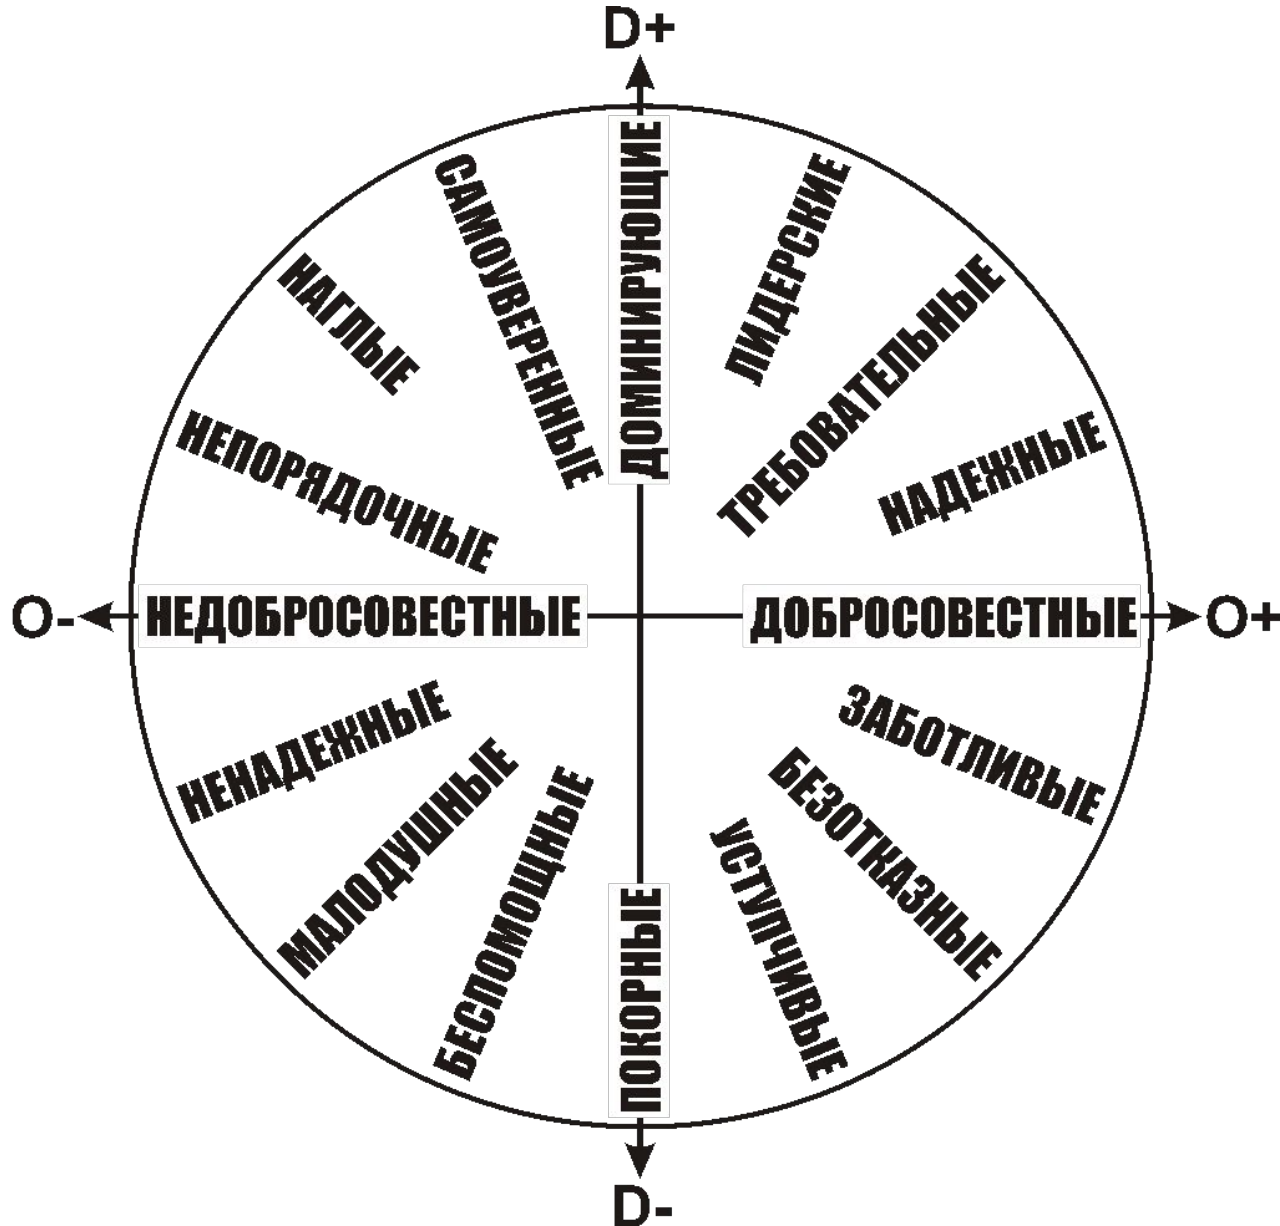 D+
ДОМИНИРУЮЩИЕ
ЛИДЕРСКИЕ
ТРЕБОВАТЕЛЬНЫЕ
НАДЕЖНЫЕ
ДОБРОСОВЕСТНЫЕ
O+
ЗАБОТЛИВЫЕ
БЕЗОТКАЗНЫЕ
УСТУПЧИВЫЕ
ПОКОРНЫЕ
D-
БЕСПОМОЩНЫЕ
МАЛОДУШНЫЕ
НЕНАДЕЖНЫЕ
НЕДОБРОСОВЕСТНЫЕ
O-
НЕПОРЯДОЧНЫЕ
НАГЛЫЕ
САМОУВЕРЕННЫЕ